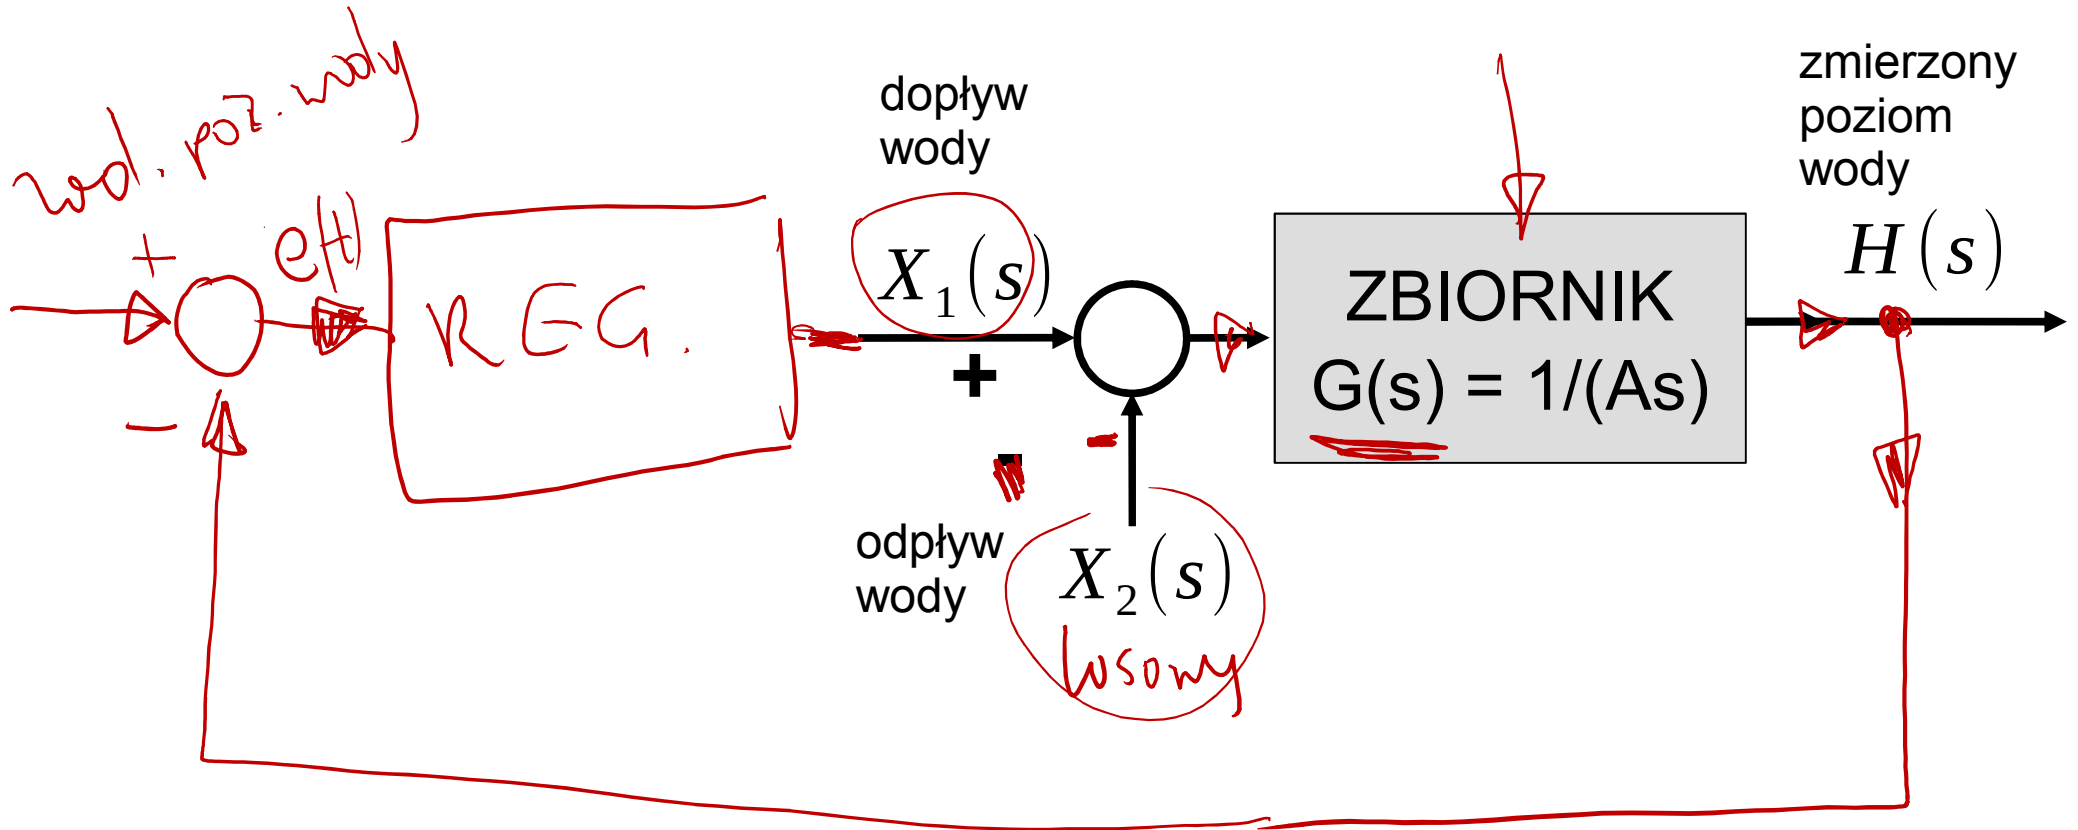 zad. poz. wody
+
e(t)
-
REG.
dopływ
wody
X₁(s)
+
-
-
odpływ
wody
X₂(s)
losowy
ZBIORNIK
G(s) = 1/(As)
zmierzony
poziom
wody
H(s)